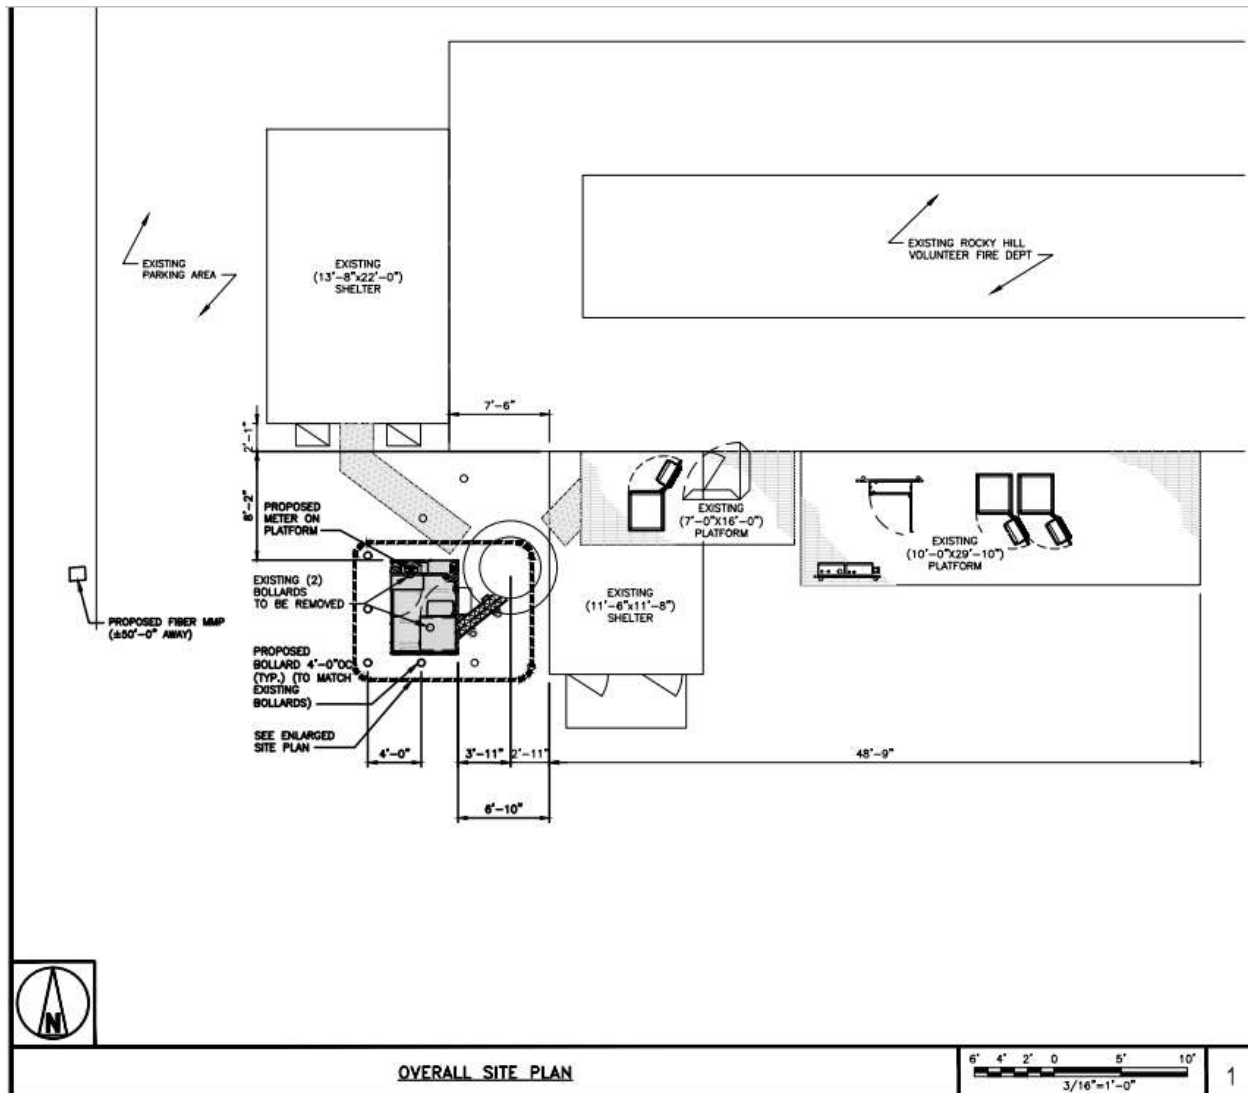 EXISTING
PARKING AREA
EXISTING
(13'-8"x22'-0")
SHELTER
EXISTING ROCKY HILL
VOLUNTEER FIRE DEPT
7'-6"
2'-1"
8'-2"
PROPOSED
METER ON
PLATFORM
EXISTING
(7'-0"X16'-0")
PLATFORM
EXISTING
(10'-0"X29'-10")
PLATFORM
EXISTING (2)
BOLLARDS
TO BE REMOVED
EXISTING
(11'-6"x11'-8")
SHELTER
PROPOSED FIBER MMP
(±50'-0" AWAY)
PROPOSED
BOLLARD 4'-0"OC
(TYP.) (TO MATCH
EXISTING
BOLLARDS)
SEE ENLARGED
SITE PLAN
4'-0"
3'-11"
2'-11"
48'-9"
6'-10"
N
OVERALL SITE PLAN
6' 4' 2' 0 5' 10'
3/16"=1'-0"
1